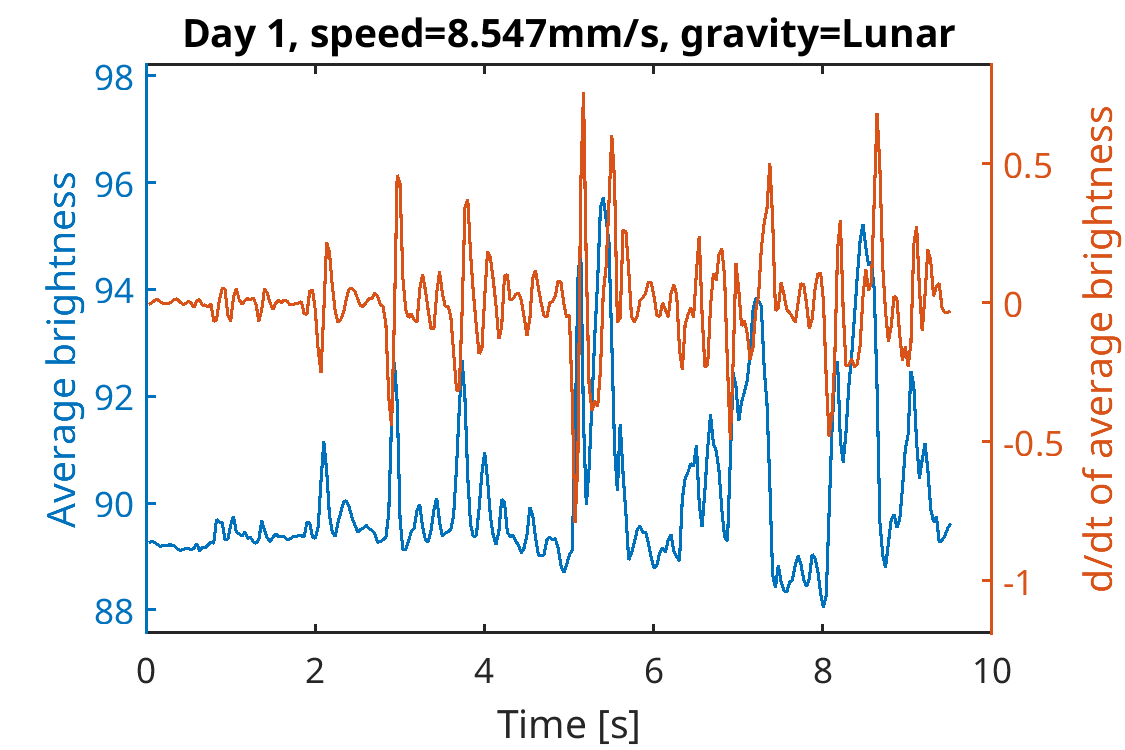 Day 1, speed=8.547mm/s, gravity=Lunar
98
96
94
92
90
88
Average brightness
0.5
0
-0.5
-1
d/dt of average brightness
0 2 4 6 8 10
Time [s]